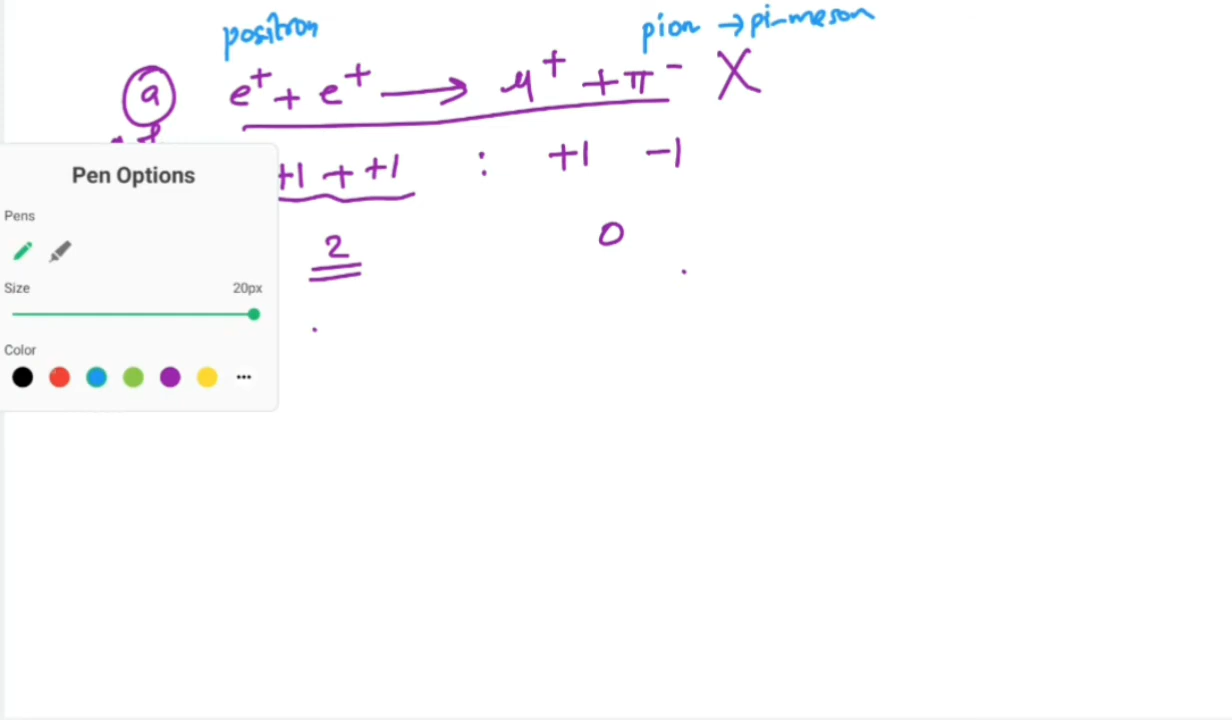 positron pion → pi-meson
ⓐ e⁺ + e⁺ → μ⁺ + π⁻ X
+1 + +1 : +1 -1
2 0
Pen Options
Pens
Size 20px
Color